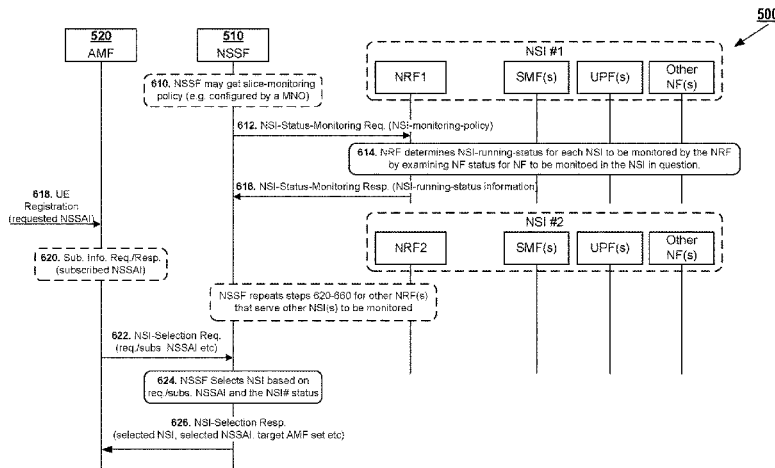 500
520
AMF
510
NSSF
NSI #1
NRF1
SMF(s)
UPF(s)
Other
NF(s)
610. NSSF may get slice-monitoring
policy (e.g. configured by a MNO)
612. NSI-Status-Monitoring Req. (NSI-monitoring-policy)
614. NRF determines NSI-running-status for each NSI to be monitored by the NRF
by examining NF status for NF to be monitoed in the NSI in question.
616. NSI-Status-Monitoring Resp. (NSI-running-status information)
618. UE
Registration
(requested NSSAI)
NSI #2
NRF2
SMF(s)
UPF(s)
Other
NF(s)
620. Sub. Info. Req./Resp.
(subscribed NSSAI)
NSSF repeats steps 620-660 for other NRF(s)
that serve other NSI(s) to be monitored
622. NSI-Selection Req.
(req./subs. NSSAI etc)
624. NSSF Selects NSI based on
req./subs. NSSAI and the NSI# status
626. NSI-Selection Resp.
(selected NSI, selected NSSAI, target AMF set etc)